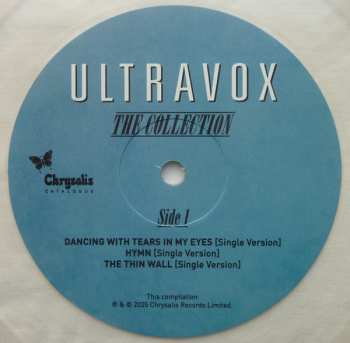 ULTRAVOX
THE COLLECTION
Chrysalis
CATALOGUE
Side 1
DANCING WITH TEARS IN MY EYES [Single Version]
HYMN [Single Version]
THE THIN WALL [Single Version]
This compilation
℗ & © 2020 Chrysalis Records Limited.